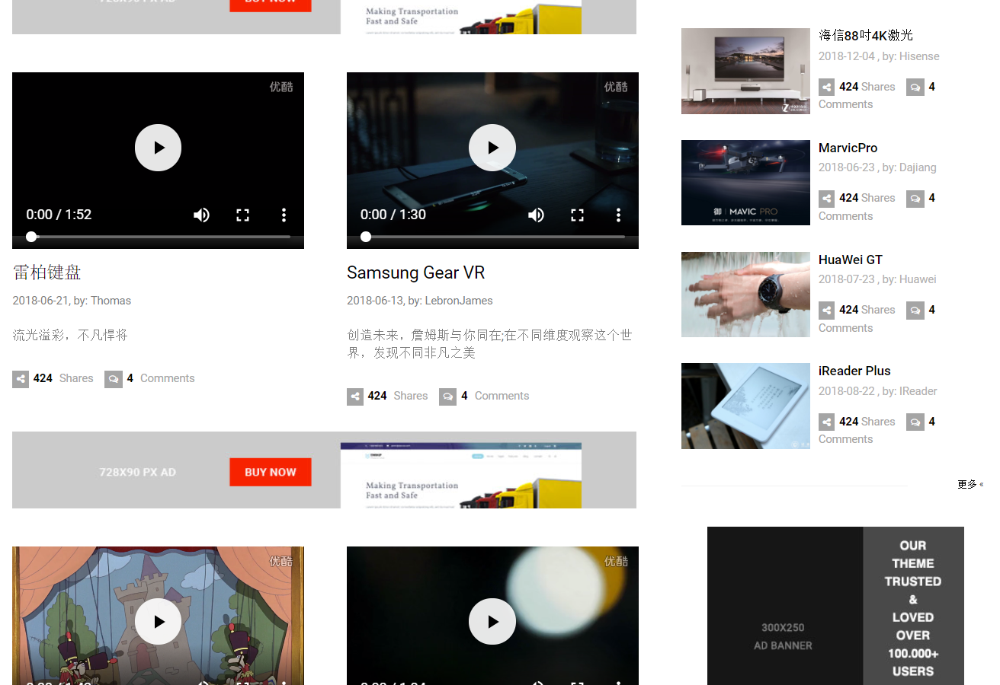 728X90 PX AD
BUY NOW
Making Transportation
Fast and Safe
优酷
0:00 / 1:52
雷柏键盘
2018-06-21, by: Thomas
流光溢彩，不凡悍将
424 Shares 4 Comments
优酷
0:00 / 1:30
Samsung Gear VR
2018-06-13, by: LebronJames
创造未来，詹姆斯与你同在;在不同维度观察这个世
界，发现不同非凡之美
424 Shares 4 Comments
728X90 PX AD
BUY NOW
Making Transportation
Fast and Safe
优酷
优酷
海信88吋4K激光
2018-12-04 , by: Hisense
424 Shares 4
Comments
御 MAVIC PRO
MarvicPro
2018-06-23 , by: Dajiang
424 Shares 4
Comments
HuaWei GT
2018-07-23 , by: Huawei
424 Shares 4
Comments
iReader Plus
2018-08-22 , by: IReader
424 Shares 4
Comments
更多 «
300X250
AD BANNER
OUR
THEME
TRUSTED
&
LOVED
OVER
100.000+
USERS